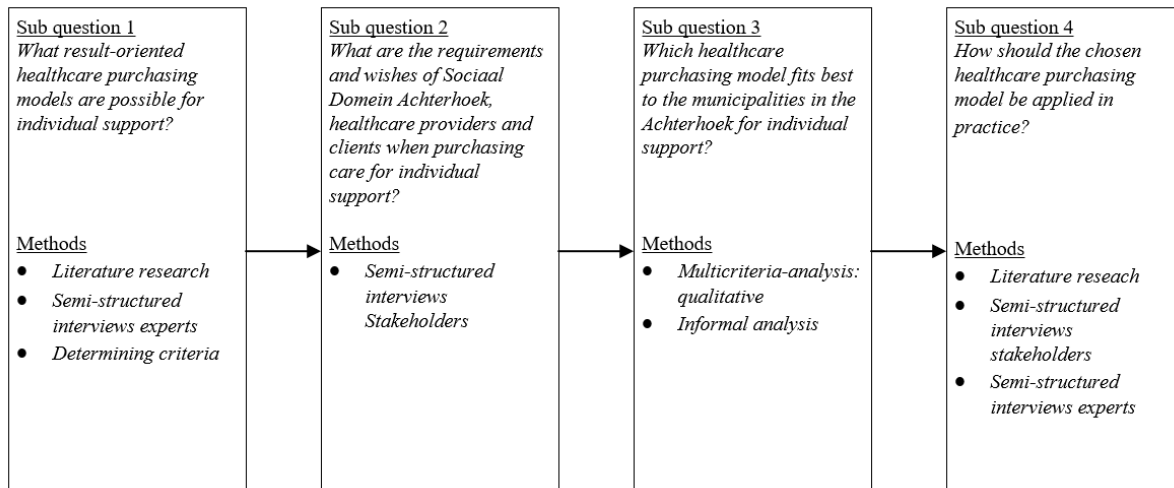 Sub question 1
What result-oriented
healthcare purchasing
models are possible for
individual support?
Methods
● Literature research
● Semi-structured
interviews experts
● Determining criteria
Sub question 2
What are the requirements
and wishes of Sociaal
Domein Achterhoek,
healthcare providers and
clients when purchasing
care for individual
support?
Methods
● Semi-structured
interviews
Stakeholders
Sub question 3
Which healthcare
purchasing model fits best
to the municipalities in the
Achterhoek for individual
support?
Methods
● Multicriteria-analysis:
qualitative
● Informal analysis
Sub question 4
How should the chosen
healthcare purchasing
model be applied in
practice?
Methods
● Literature reseach
● Semi-structured
interviews
stakeholders
● Semi-structured
interviews experts